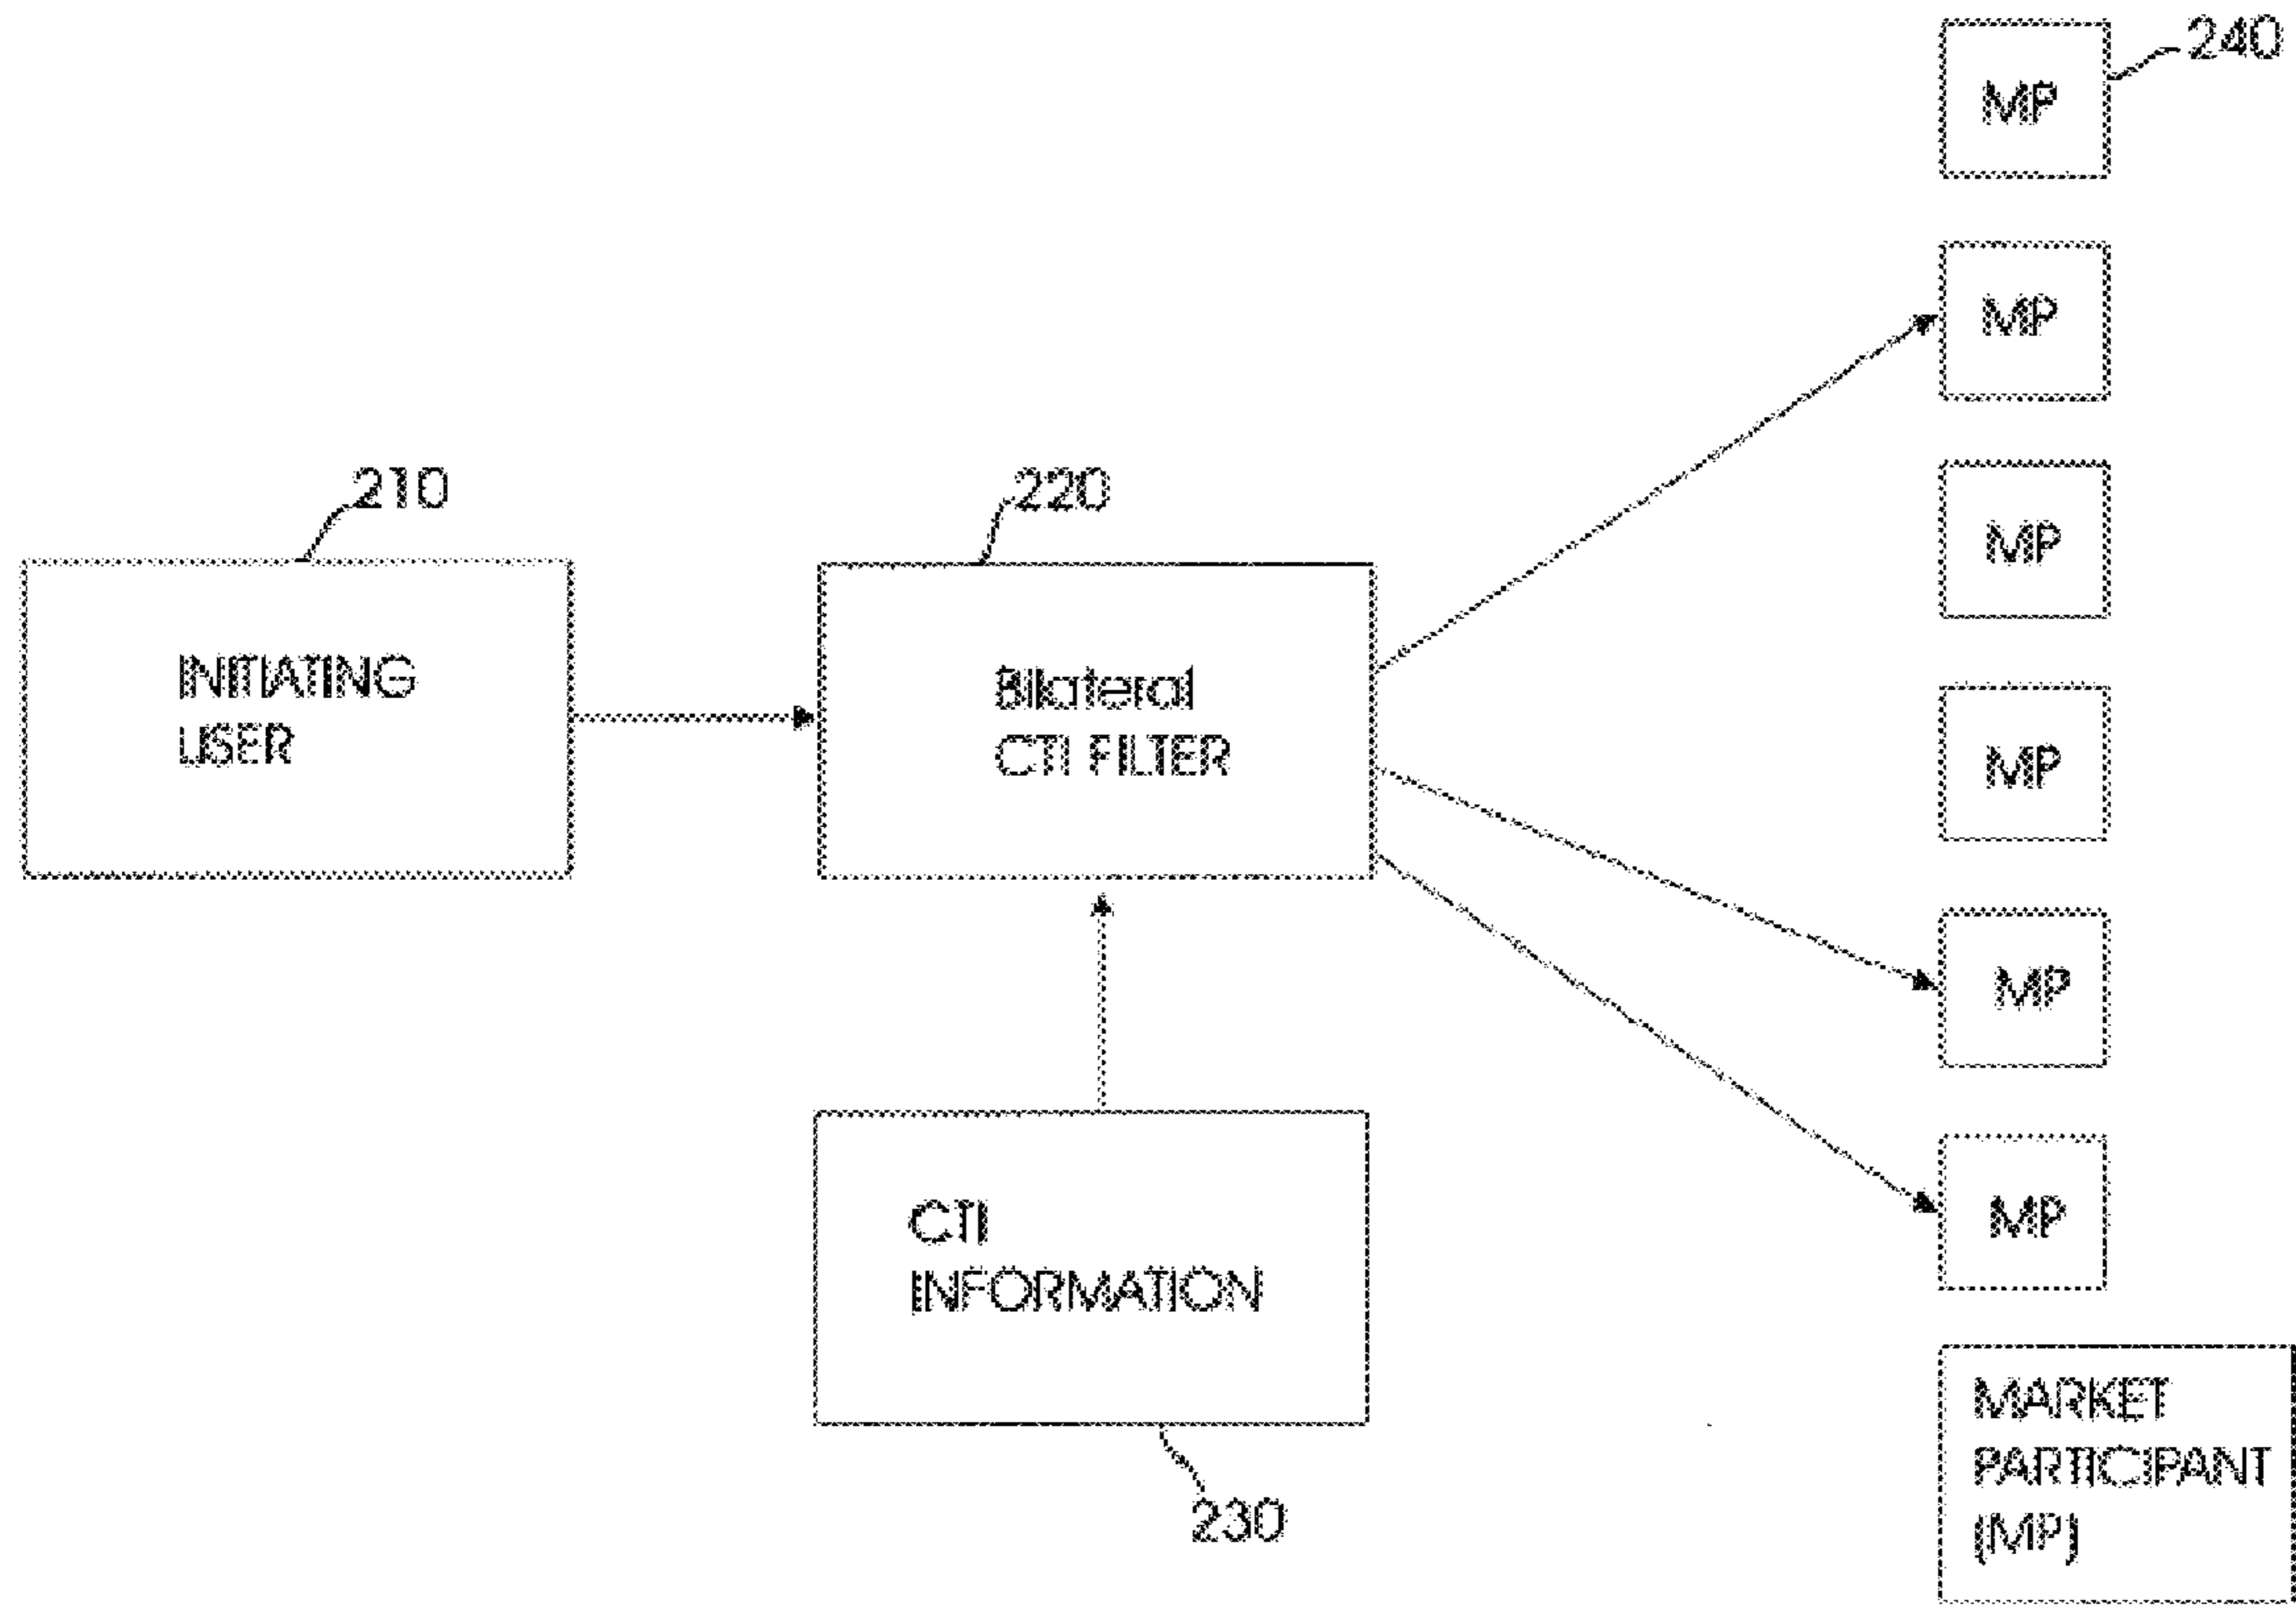 240
MP
MP
210
220
MP
INITIATING
USER
Bilateral
CTI FILTER
MP
MP
CTI
INFORMATION
MP
230
MARKET
PARTICIPANT
(MP)